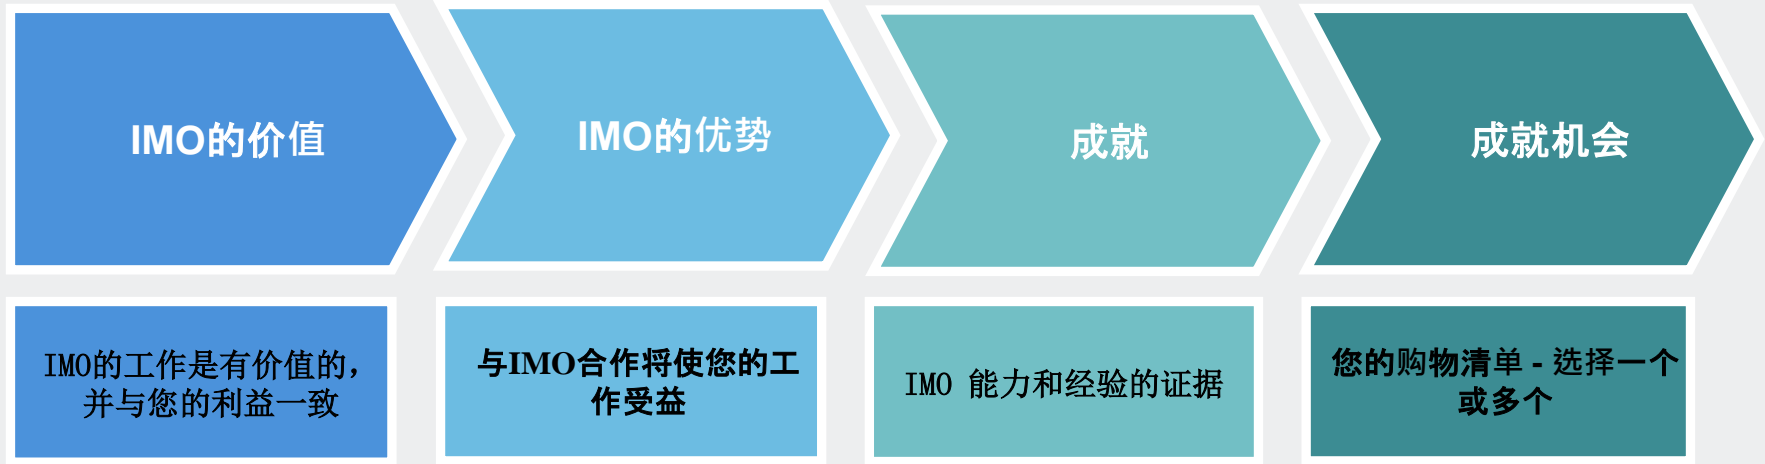 IMO的价值
IMO的优势
成就
成就机会
IMO的工作是有价值的，
并与您的利益一致
与IMO合作将使您的工
作受益
IMO 能力和经验的证据
您的购物清单 - 选择一个
或多个